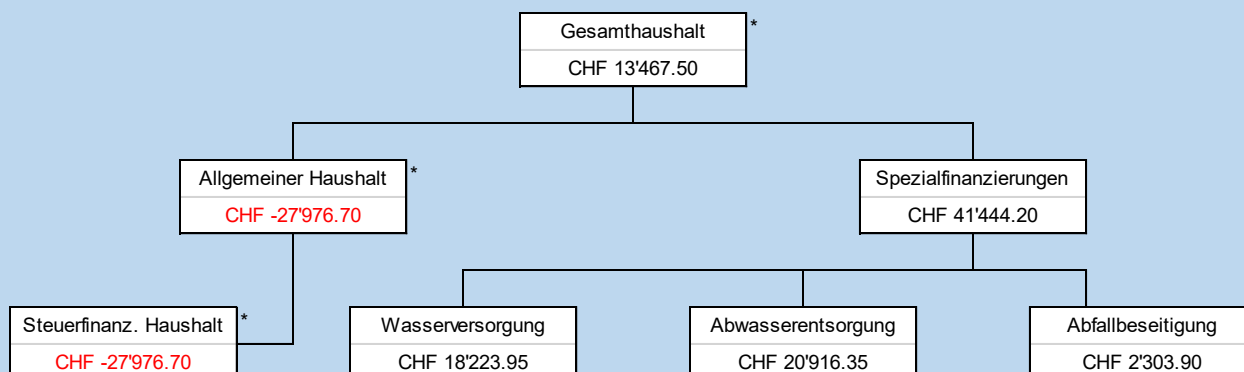 Gesamthaushalt *
CHF 13'467.50
Allgemeiner Haushalt *
CHF -27'976.70
Spezialfinanzierungen
CHF 41'444.20
Steuerfinanz. Haushalt *
CHF -27'976.70
Wasserversorgung
CHF 18'223.95
Abwasserentsorgung
CHF 20'916.35
Abfallbeseitigung
CHF 2'303.90